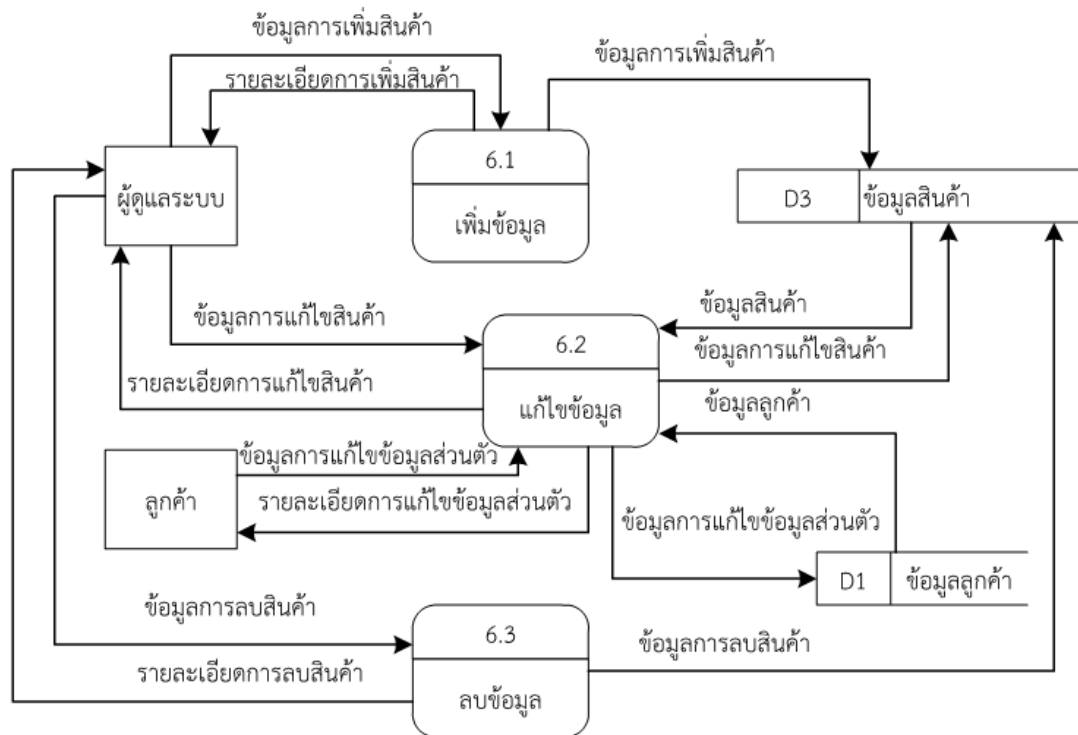 ข้อมูลการเพิ่มสินค้า
ข้อมูลการเพิ่มสินค้า
รายละเอียดการเพิ่มสินค้า
6.1
เพิ่มข้อมูล
ผู้ดูแลระบบ
D3
ข้อมูลสินค้า
ข้อมูลการแก้ไขสินค้า
ข้อมูลสินค้า
6.2
ข้อมูลการแก้ไขสินค้า
รายละเอียดการแก้ไขสินค้า
แก้ไขข้อมูล
ข้อมูลลูกค้า
ข้อมูลการแก้ไขข้อมูลส่วนตัว
ลูกค้า
รายละเอียดการแก้ไขข้อมูลส่วนตัว
ข้อมูลการแก้ไขข้อมูลส่วนตัว
D1
ข้อมูลลูกค้า
ข้อมูลการลบสินค้า
6.3
ข้อมูลการลบสินค้า
รายละเอียดการลบสินค้า
ลบข้อมูล